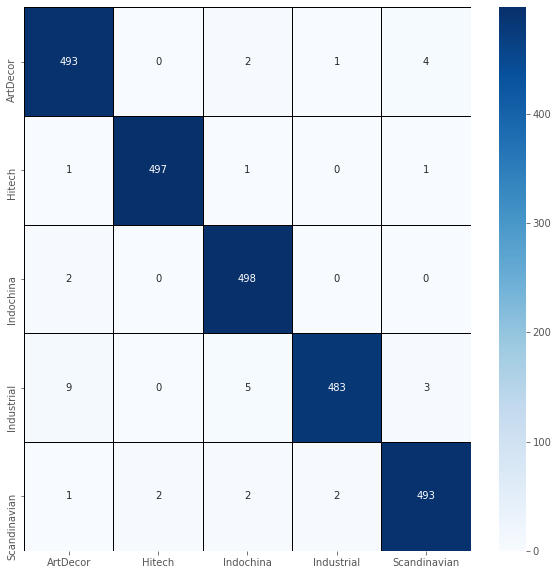 ArtDecor 493 0 2 1 4
Hitech 1 497 1 0 1
Indochina 2 0 498 0 0
Industrial 9 0 5 483 3
Scandinavian 1 2 2 2 493
ArtDecor Hitech Indochina Industrial Scandinavian
400
300
200
100
0